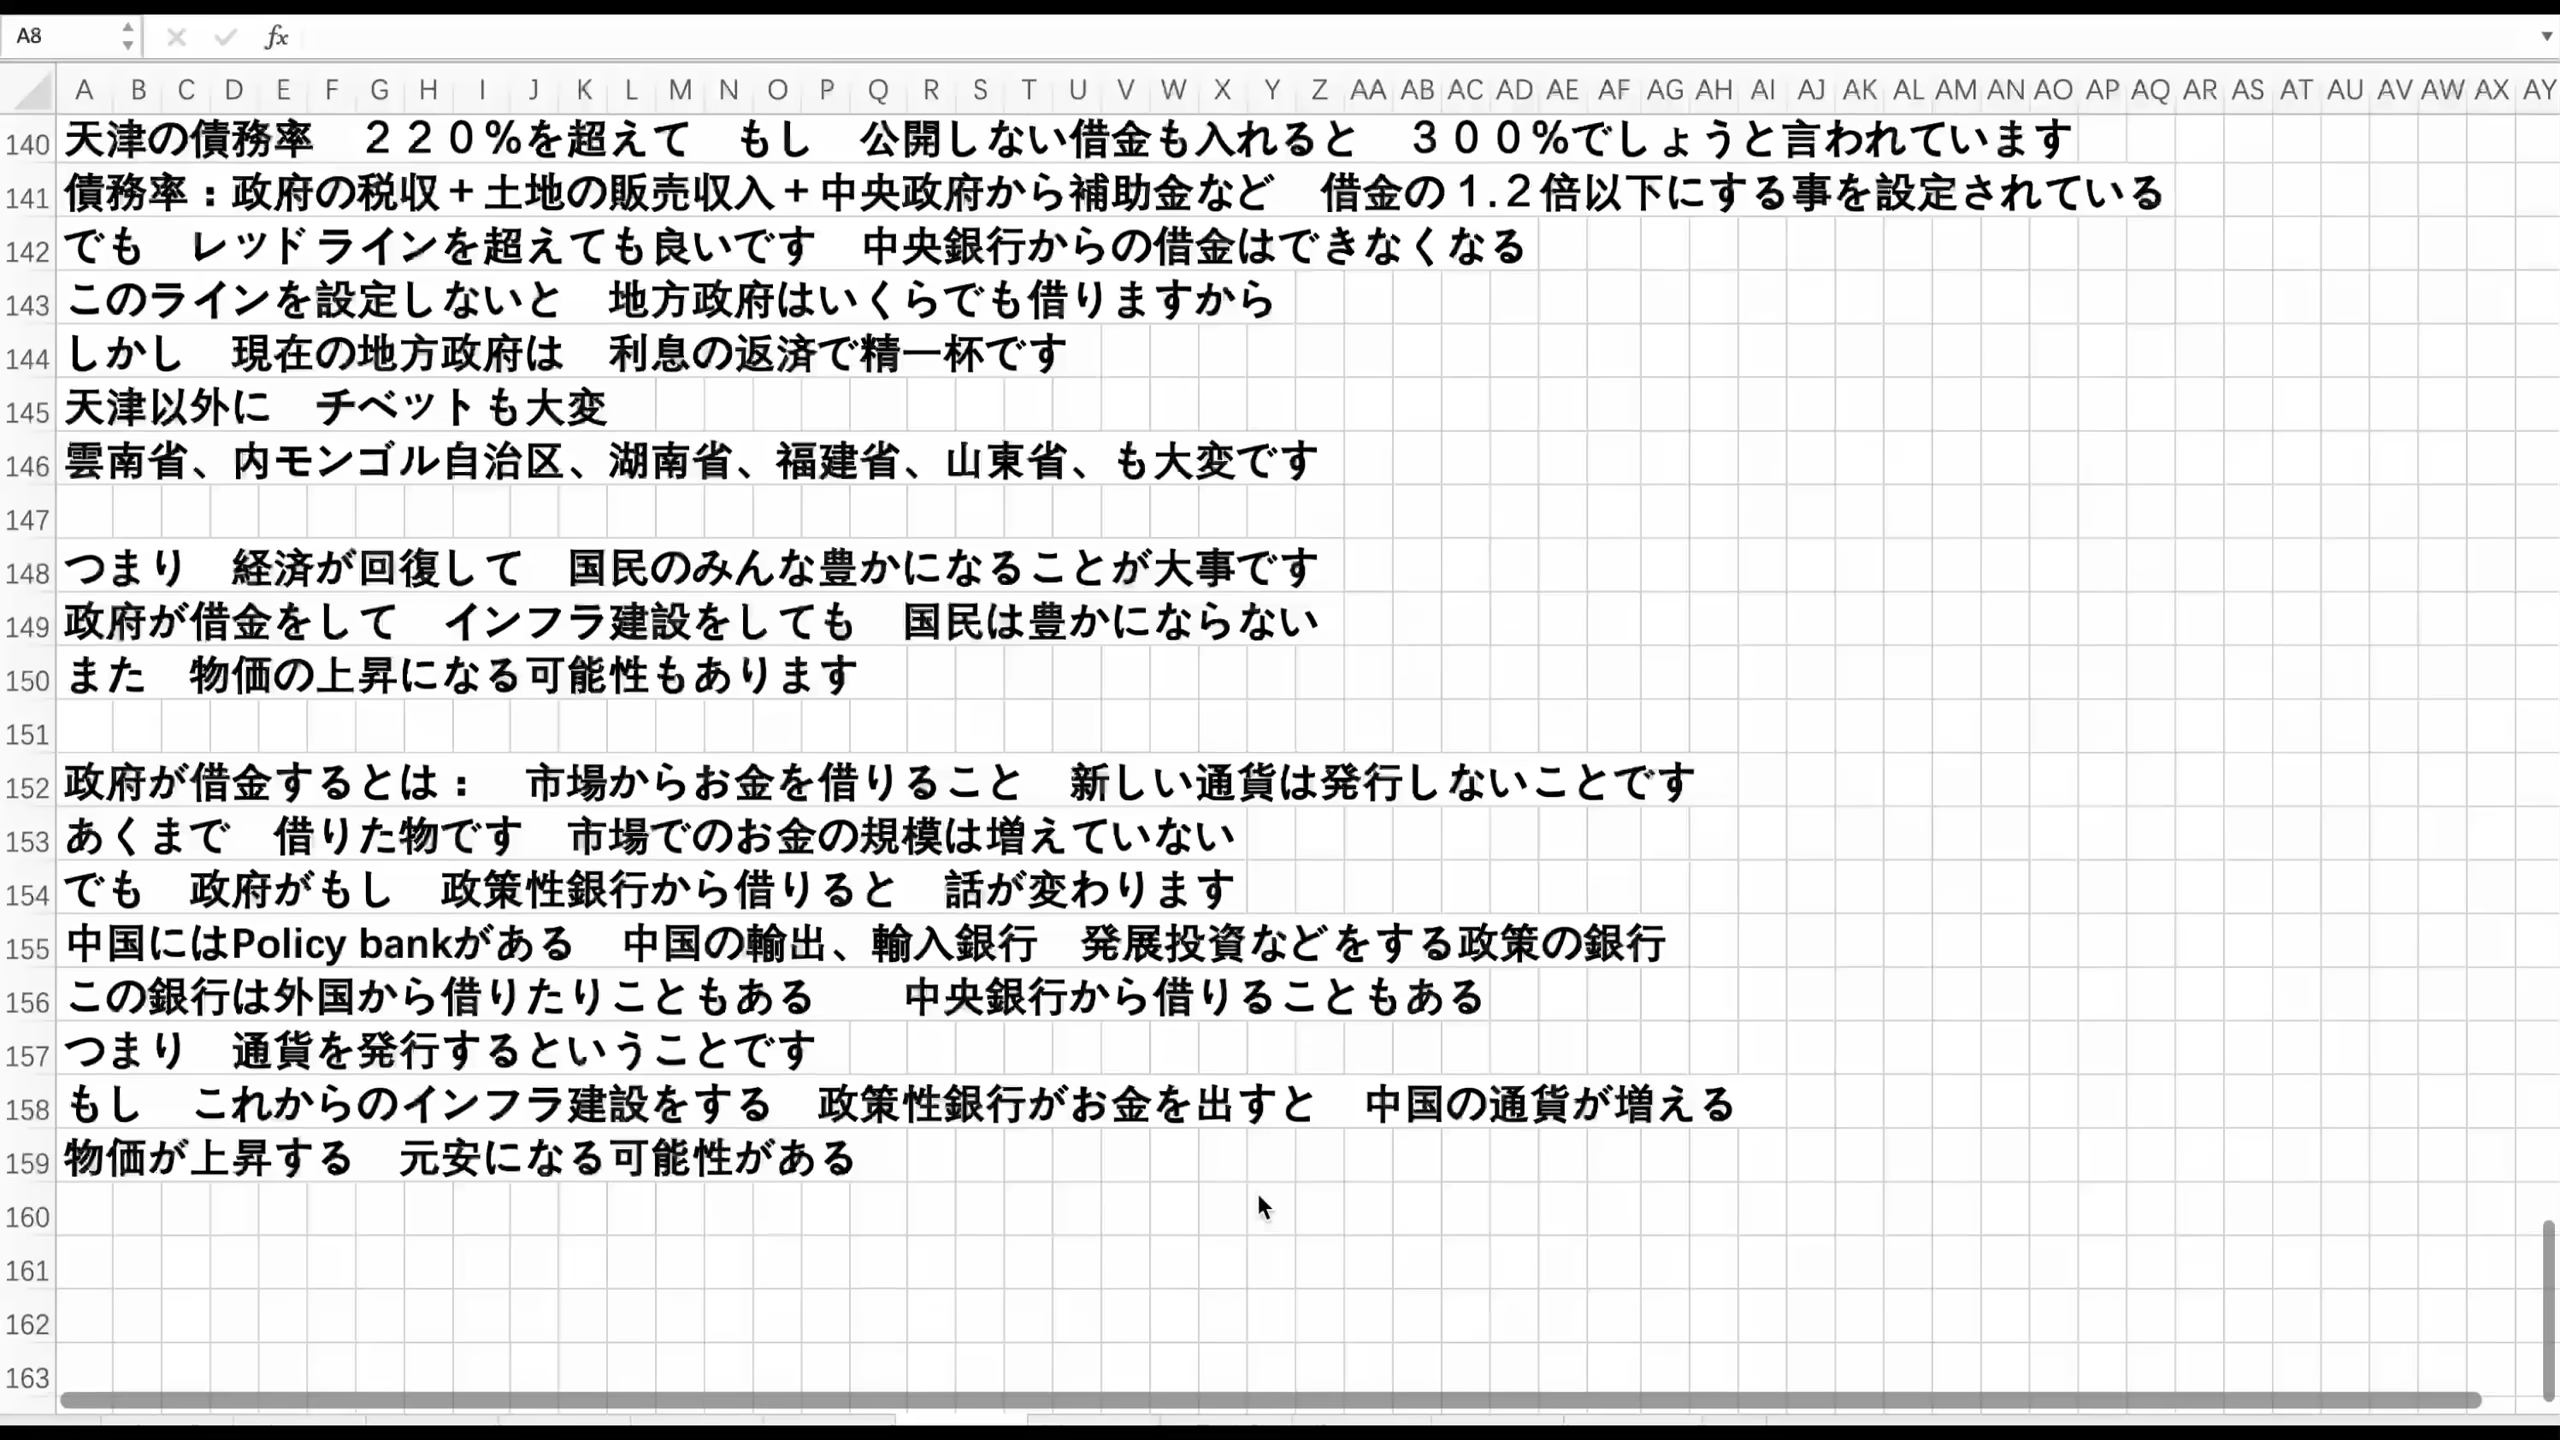 A8 fx
A B C D E F G H I J K L M N O P Q R S T U V W X Y Z AA AB AC AD AE AF AG AH AI AJ AK AL AM AN AO AP AQ AR AS AT AU AV AW AX AY
140 天津の債務率　２２０%を超えて　もし　公開しない借金も入れると　３００%でしょうと言われています
141 債務率：政府の税収＋土地の販売収入＋中央政府から補助金など　借金の1.2倍以下にする事を設定されている
142 でも　レッドラインを超えても良いです　中央銀行からの借金はできなくなる
143 このラインを設定しないと　地方政府はいくらでも借りますから
144 しかし　現在の地方政府は　利息の返済で精一杯です
145 天津以外に　チベットも大変
146 雲南省、内モンゴル自治区、湖南省、福建省、山東省、も大変です
147
148 つまり　経済が回復して　国民のみんな豊かになることが大事です
149 政府が借金をして　インフラ建設をしても　国民は豊かにならない
150 また　物価の上昇になる可能性もあります
151
152 政府が借金するとは：　市場からお金を借りること　新しい通貨は発行しないことです
153 あくまで　借りた物です　市場でのお金の規模は増えていない
154 でも　政府がもし　政策性銀行から借りると　話が変わります
155 中国にはPolicy bankがある　中国の輸出、輸入銀行　発展投資などをする政策の銀行
156 この銀行は外国から借りたりこともある　　中央銀行から借りることもある
157 つまり　通貨を発行するということです
158 もし　これからのインフラ建設をする　政策性銀行がお金を出すと　中国の通貨が増える
159 物価が上昇する　元安になる可能性がある
160
161
162
163